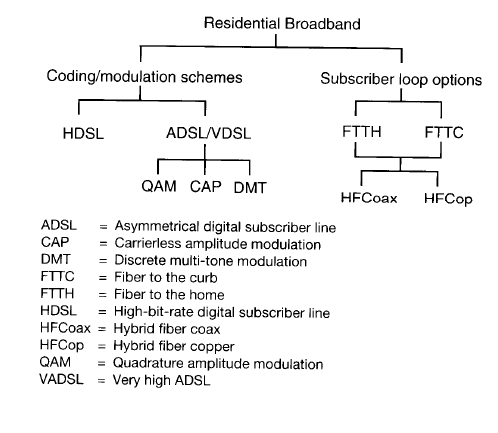 Residential Broadband
Coding/modulation schemes
Subscriber loop options
HDSL
ADSL/VDSL
FTTH
FTTC
QAM CAP DMT
HFCoax
HFCop
ADSL = Asymmetrical digital subscriber line
CAP = Carrierless amplitude modulation
DMT = Discrete multi-tone modulation
FTTC = Fiber to the curb
FTTH = Fiber to the home
HDSL = High-bit-rate digital subscriber line
HFCoax = Hybrid fiber coax
HFCop = Hybrid fiber copper
QAM = Quadrature amplitude modulation
VADSL = Very high ADSL